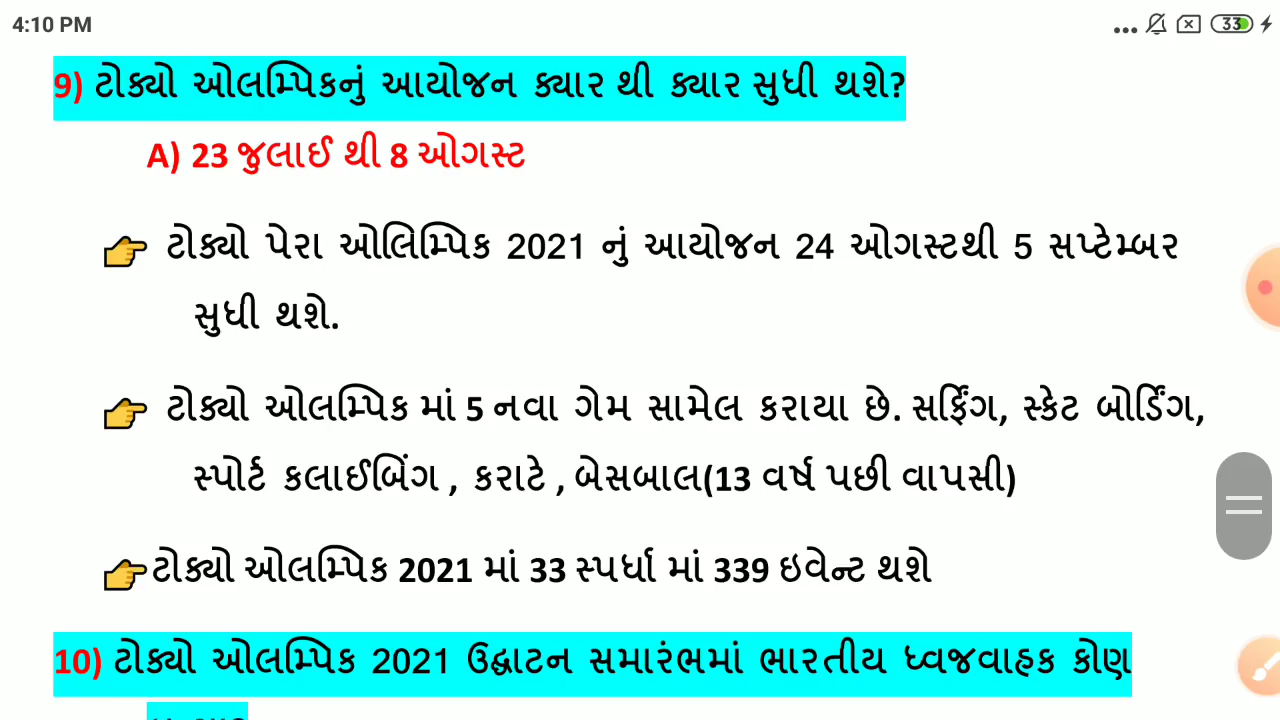 4:10 PM
33
9) ટોક્યો ઓલમ્પિકનું આયોજન ક્યાર થી ક્યાર સુધી થશે?
A) 23 જુલાઈ થી 8 ઓગસ્ટ
ટોક્યો પેરા ઓલિમ્પિક 2021 નું આયોજન 24 ઓગસ્ટથી 5 સપ્ટેમ્બર
સુધી થશે.
ટોક્યો ઓલમ્પિક માં 5 નવા ગેમ સામેલ કરાયા છે. સર્ફિંગ, સ્કેટ બોર્ડિંગ,
સ્પોર્ટ કલાઈબિંગ , કરાટે , બેસબાલ(13 વર્ષ પછી વાપસી)
ટોક્યો ઓલમ્પિક 2021 માં 33 સ્પર્ધા માં 339 ઇવેન્ટ થશે
10) ટોક્યો ઓલમ્પિક 2021 ઉદ્ઘાટન સમારંભમાં ભારતીય ધ્વજવાહક કોણ